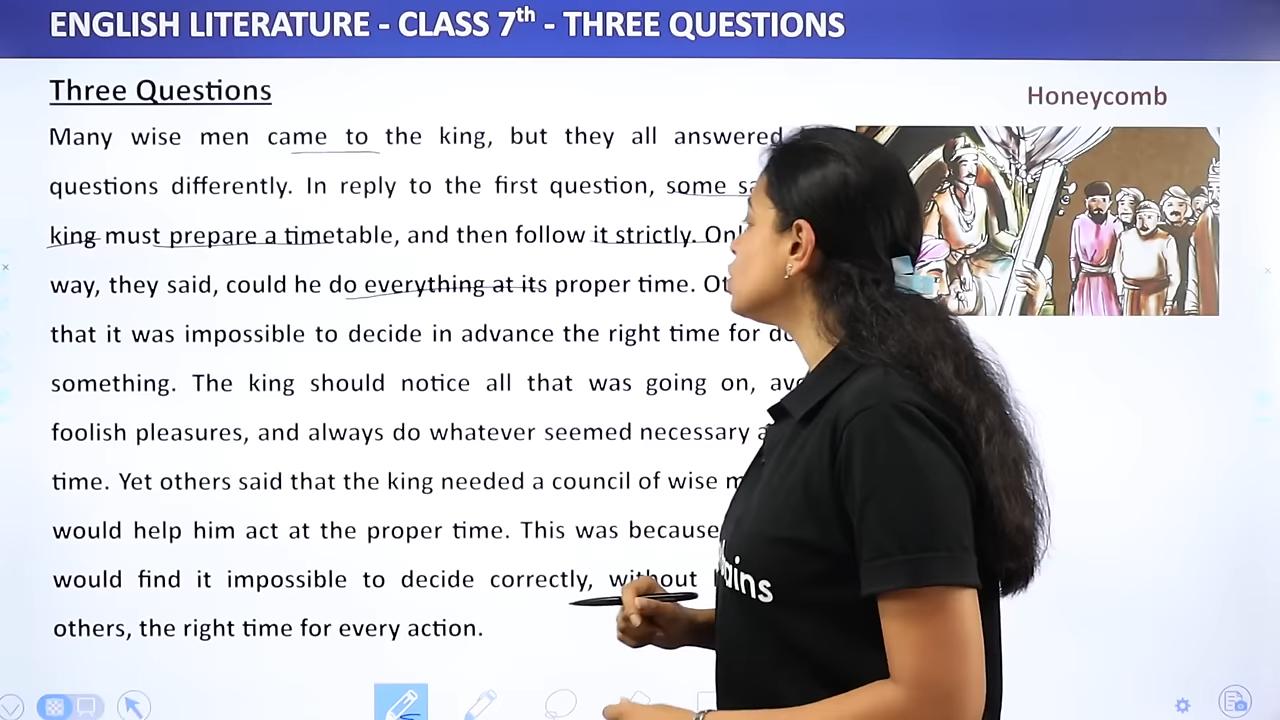 ENGLISH LITERATURE - CLASS 7th - THREE QUESTIONS
Three Questions
Honeycomb
Many wise men came to the king, but they all answered
questions differently. In reply to the first question, some
king must prepare a timetable, and then follow it strictly.
way, they said, could he do everything at its proper time.
that it was impossible to decide in advance the right time for
something. The king should notice all that was going on,
foolish pleasures, and always do whatever seemed necessary
time. Yet others said that the king needed a council of wise
would help him act at the proper time. This was because
would find it impossible to decide correctly, without
others, the right time for every action.